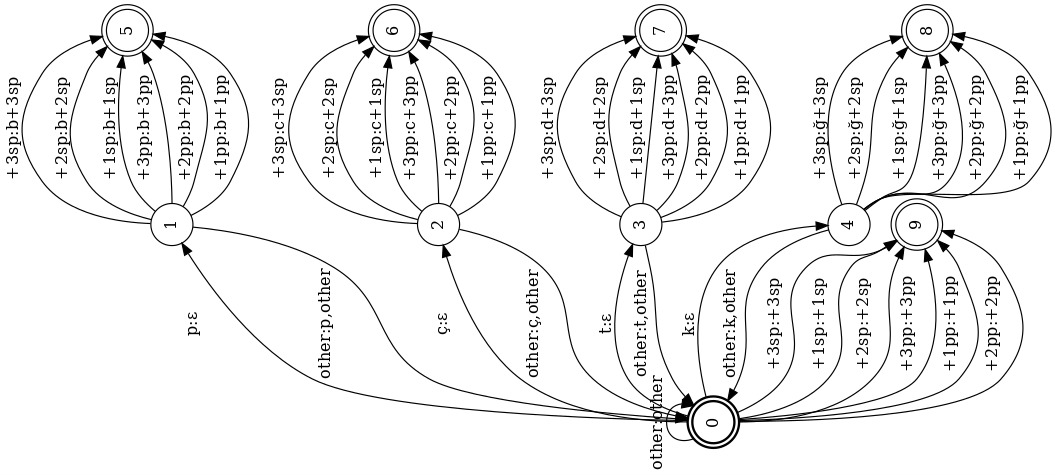 +3sp:b+3sp
+2sp:b+2sp
+1sp:b+1sp
+3pp:b+3pp
+2pp:b+2pp
+1pp:b+1pp
5
1
p:ε
other:p,other
+3sp:c+3sp
+2sp:c+2sp
+1sp:c+1sp
+3pp:c+3pp
+2pp:c+2pp
+1pp:c+1pp
6
2
ç:ε
other:ç,other
+3sp:d+3sp
+2sp:d+2sp
+1sp:d+1sp
+3pp:d+3pp
+2pp:d+2pp
+1pp:d+1pp
7
3
t:ε
other:t,other
other:other
0
k:ε
other:k,other
+3sp:+3sp
+1sp:+1sp
+2sp:+2sp
+3pp:+3pp
+1pp:+1pp
+2pp:+2pp
9
4
+3sp:ğ+3sp
+2sp:ğ+2sp
+1sp:ğ+1sp
+3pp:ğ+3pp
+2pp:ğ+2pp
+1pp:ğ+1pp
8